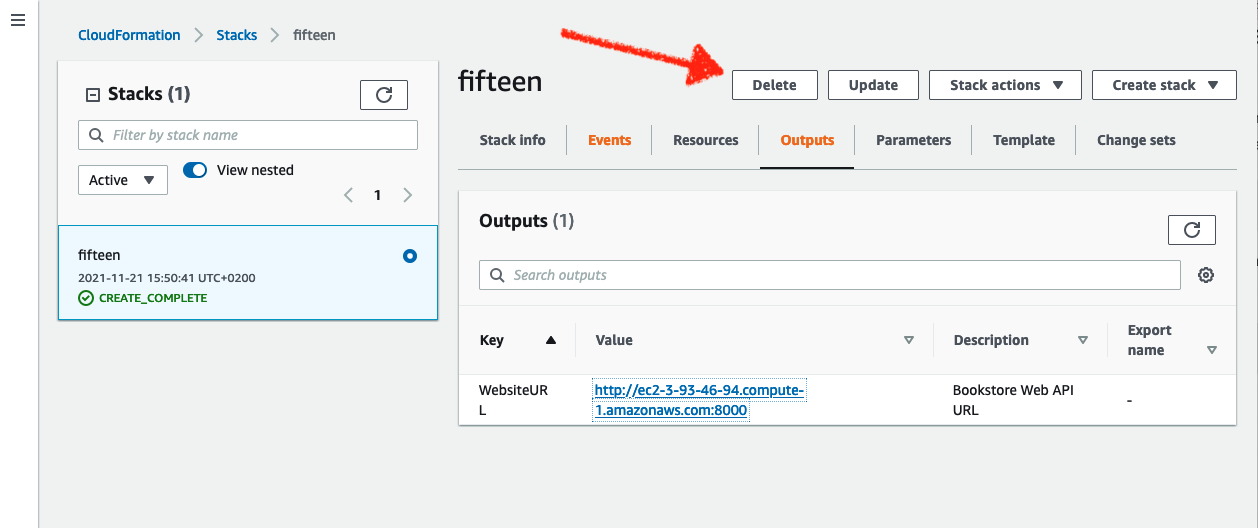 CloudFormation > Stacks > fifteen
Stacks (1)
Filter by stack name
Active
View nested
1
fifteen
2021-11-21 15:50:41 UTC+0200
CREATE_COMPLETE
fifteen
Delete
Update
Stack actions
Create stack
Stack info
Events
Resources
Outputs
Parameters
Template
Change sets
Outputs (1)
Search outputs
Key
Value
Description
Export
name
WebsiteUR
L
http://ec2-3-93-46-94.compute-
1.amazonaws.com:8000
Bookstore Web API
URL
-